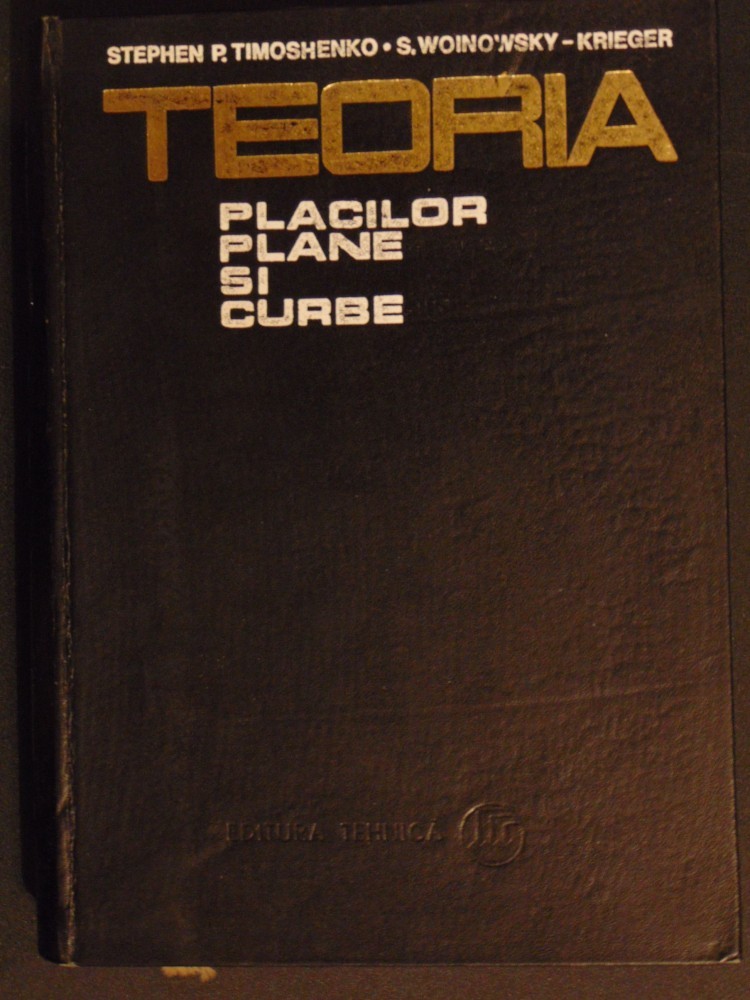 STEPHEN P. TIMOSHENKO • S. WOINOWSKY-KRIEGER
TEORIA
PLACILOR
PLANE
SI
CURBE
EDITURA TEHNICA